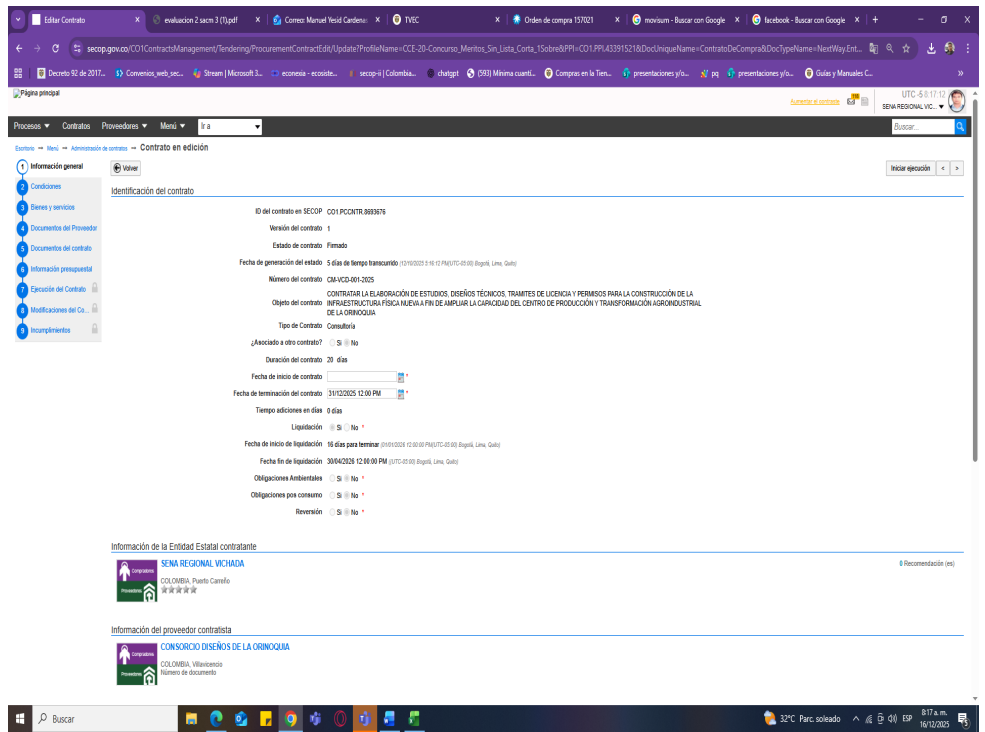 Editar Contrato
evaluacion 2 sacm 3 (1).pdf
Correo: Manuel Yesid Cardenas
TVEC
Orden de compra 157021
movisum - Buscar con Google
facebook - Buscar con Google
secop.gov.co/CO1ContractsManagement/Tendering/ProcurementContractEdit/Update?ProfileName=CCE-20-Concurso_Meritos_Sin_Lista_Corta_1Sobre&PPI=CO1.PPI.43391521&DocUniqueName=ContratoDeCompra&DocTypeName=NextWay.Ent...
Decreto 92 de 2017...
Convenios_web_sec...
Stream | Microsoft 3...
econexia - ecosiste...
secop-ii | Colombia...
chatgpt
(593) Mínima cuantí...
Compras en la Tien...
presentaciones y/o...
pq
presentaciones y/o...
Guías y Manuales C...
»
Página principal
Aumentar el contraste
UTC -5 8:17:12
SENA REGIONAL VIC...
Procesos Contratos Proveedores Menú Ir a
Buscar...
Escritorio → Menú → Administración de contratos → Contrato en edición
1 Información general
2 Condiciones
3 Bienes y servicios
4 Documentos del Proveedor
5 Documentos del contrato
6 Información presupuestal
7 Ejecución del Contrato
8 Modificaciones del Co...
9 Incumplimientos
Volver
Iniciar ejecución < >
Identificación del contrato
ID del contrato en SECOP CO1.PCCNTR.8693676
Versión del contrato 1
Estado de contrato Firmado
Fecha de generación del estado 5 días de tiempo transcurrido (12/10/2025 5:16:12 PM(UTC-05:00) Bogotá, Lima, Quito)
Número del contrato CM-VCD-001-2025
Objeto del contrato CONTRATAR LA ELABORACIÓN DE ESTUDIOS, DISEÑOS TÉCNICOS, TRAMITES DE LICENCIA Y PERMISOS PARA LA CONSTRUCCIÓN DE LA
INFRAESTRUCTURA FÍSICA NUEVA A FIN DE AMPLIAR LA CAPACIDAD DEL CENTRO DE PRODUCCIÓN Y TRANSFORMACIÓN AGROINDUSTRIAL
DE LA ORINOQUIA
Tipo de Contrato Consultoría
¿Asociado a otro contrato? Si No
Duración del contrato 20 días
Fecha de inicio de contrato *
Fecha de terminación del contrato 31/12/2025 12:00 PM *
Tiempo adiciones en días 0 días
Liquidación Si No *
Fecha de inicio de liquidación 16 días para terminar (01/01/2026 12:00:00 PM(UTC-05:00) Bogotá, Lima, Quito)
Fecha fin de liquidación 30/04/2026 12:00:00 PM (UTC-05:00) Bogotá, Lima, Quito)
Obligaciones Ambientales Si No *
Obligaciones pos consumo Si No *
Reversión Si No *
Información de la Entidad Estatal contratante
Compradores
Proveedores
SENA REGIONAL VICHADA
COLOMBIA, Puerto Carreño
0 Recomendación (es)
Información del proveedor contratista
Compradores
Proveedores
CONSORCIO DISEÑOS DE LA ORINOQUIA
COLOMBIA, Villavicencio
Número de documento
Buscar
32°C Parc. soleado
ESP
8:17 a. m.
16/12/2025